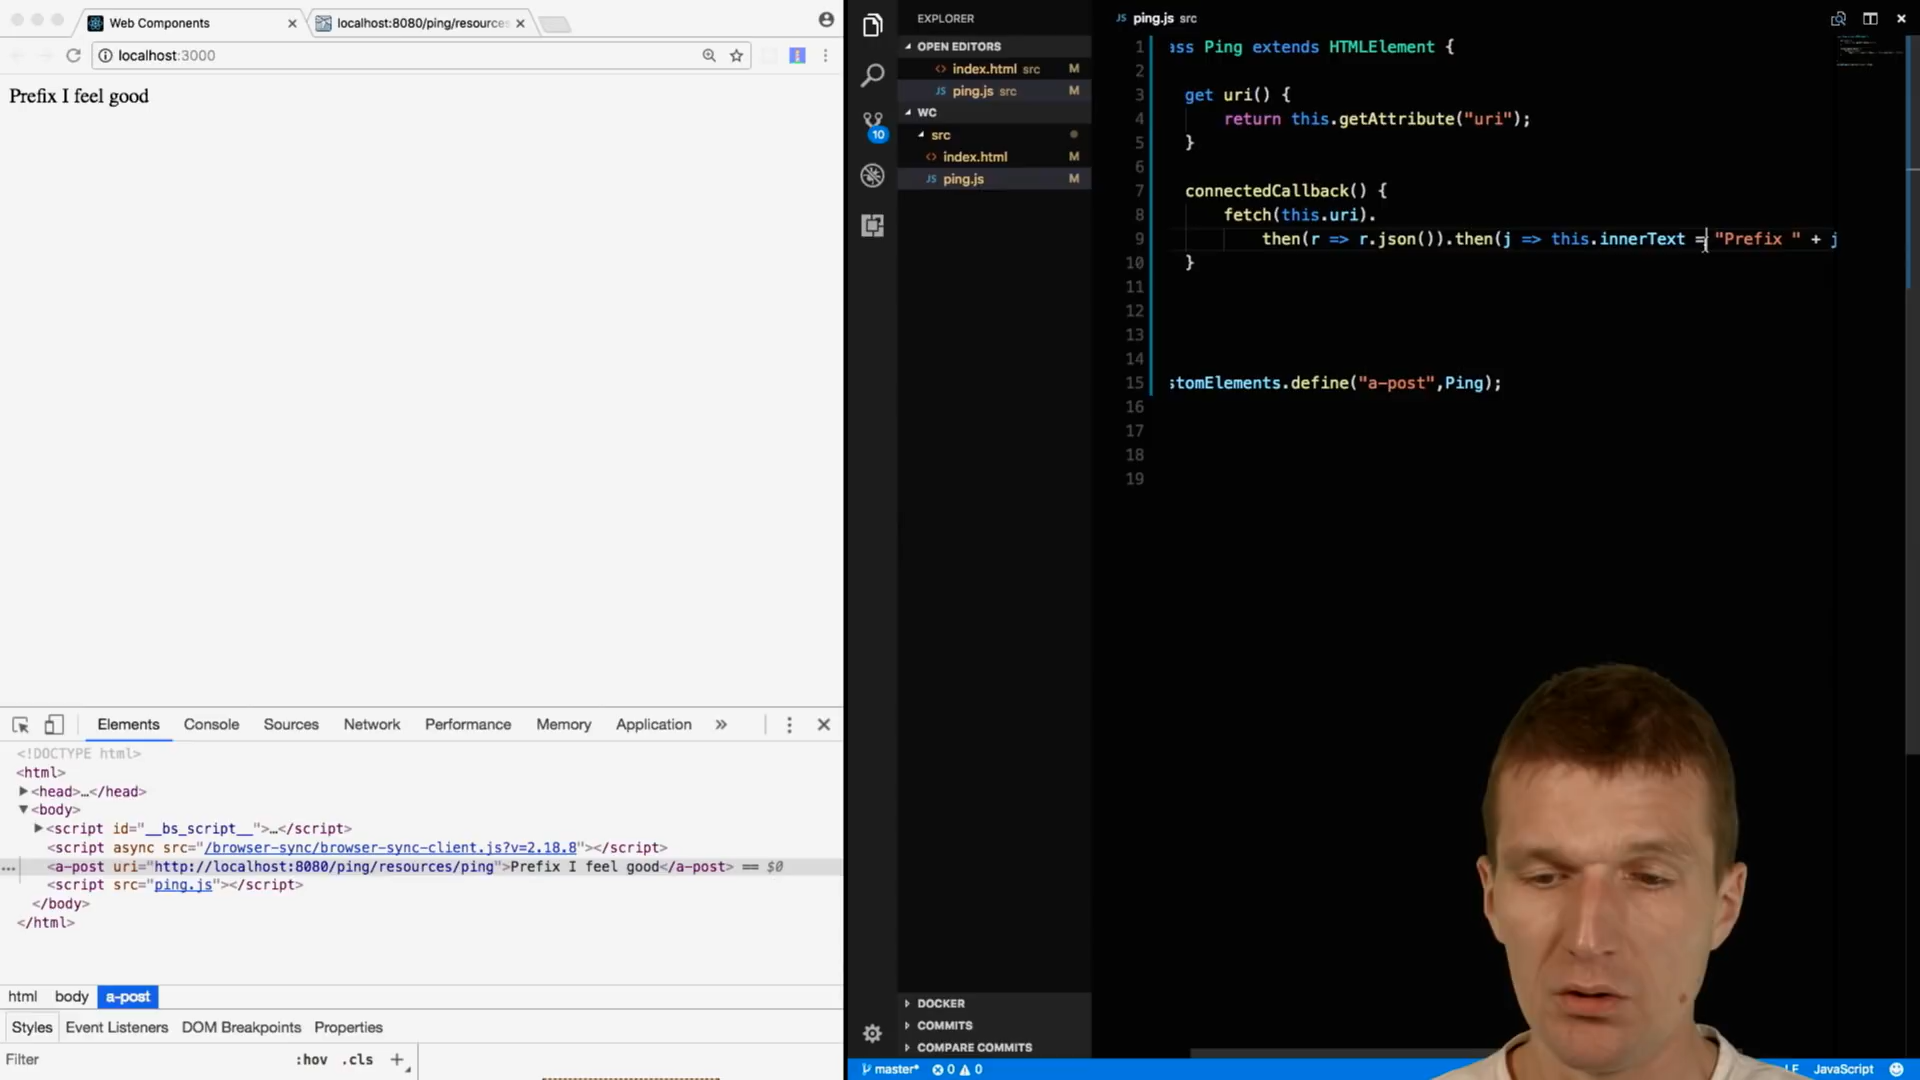 Web Components
localhost:8080/ping/resources
localhost:3000
Prefix I feel good
Elements Console Sources Network Performance Memory Application »
<!DOCTYPE html>
<html>
<head>…</head>
<body>
<script id="__bs_script__">…</script>
<script async src="/browser-sync/browser-sync-client.js?v=2.18.8"></script>
<a-post uri="http://localhost:8080/ping/resources/ping">Prefix I feel good</a-post> == $0
<script src="ping.js"></script>
</body>
</html>
html body a-post
Styles Event Listeners DOM Breakpoints Properties
Filter :hov .cls +
EXPLORER
OPEN EDITORS
index.html src M
ping.js src M
WC
10
src
index.html M
ping.js M
DOCKER
COMMITS
COMPARE COMMITS
JS ping.js src
1 ass Ping extends HTMLElement {
2
3 get uri() {
4 return this.getAttribute("uri");
5 }
6
7 connectedCallback() {
8 fetch(this.uri).
9 then(r => r.json()).then(j => this.innerText = "Prefix " + j
10 }
11
12
13
14
15 stomElements.define("a-post",Ping);
16
17
18
19
master* 0 0
LF JavaScript